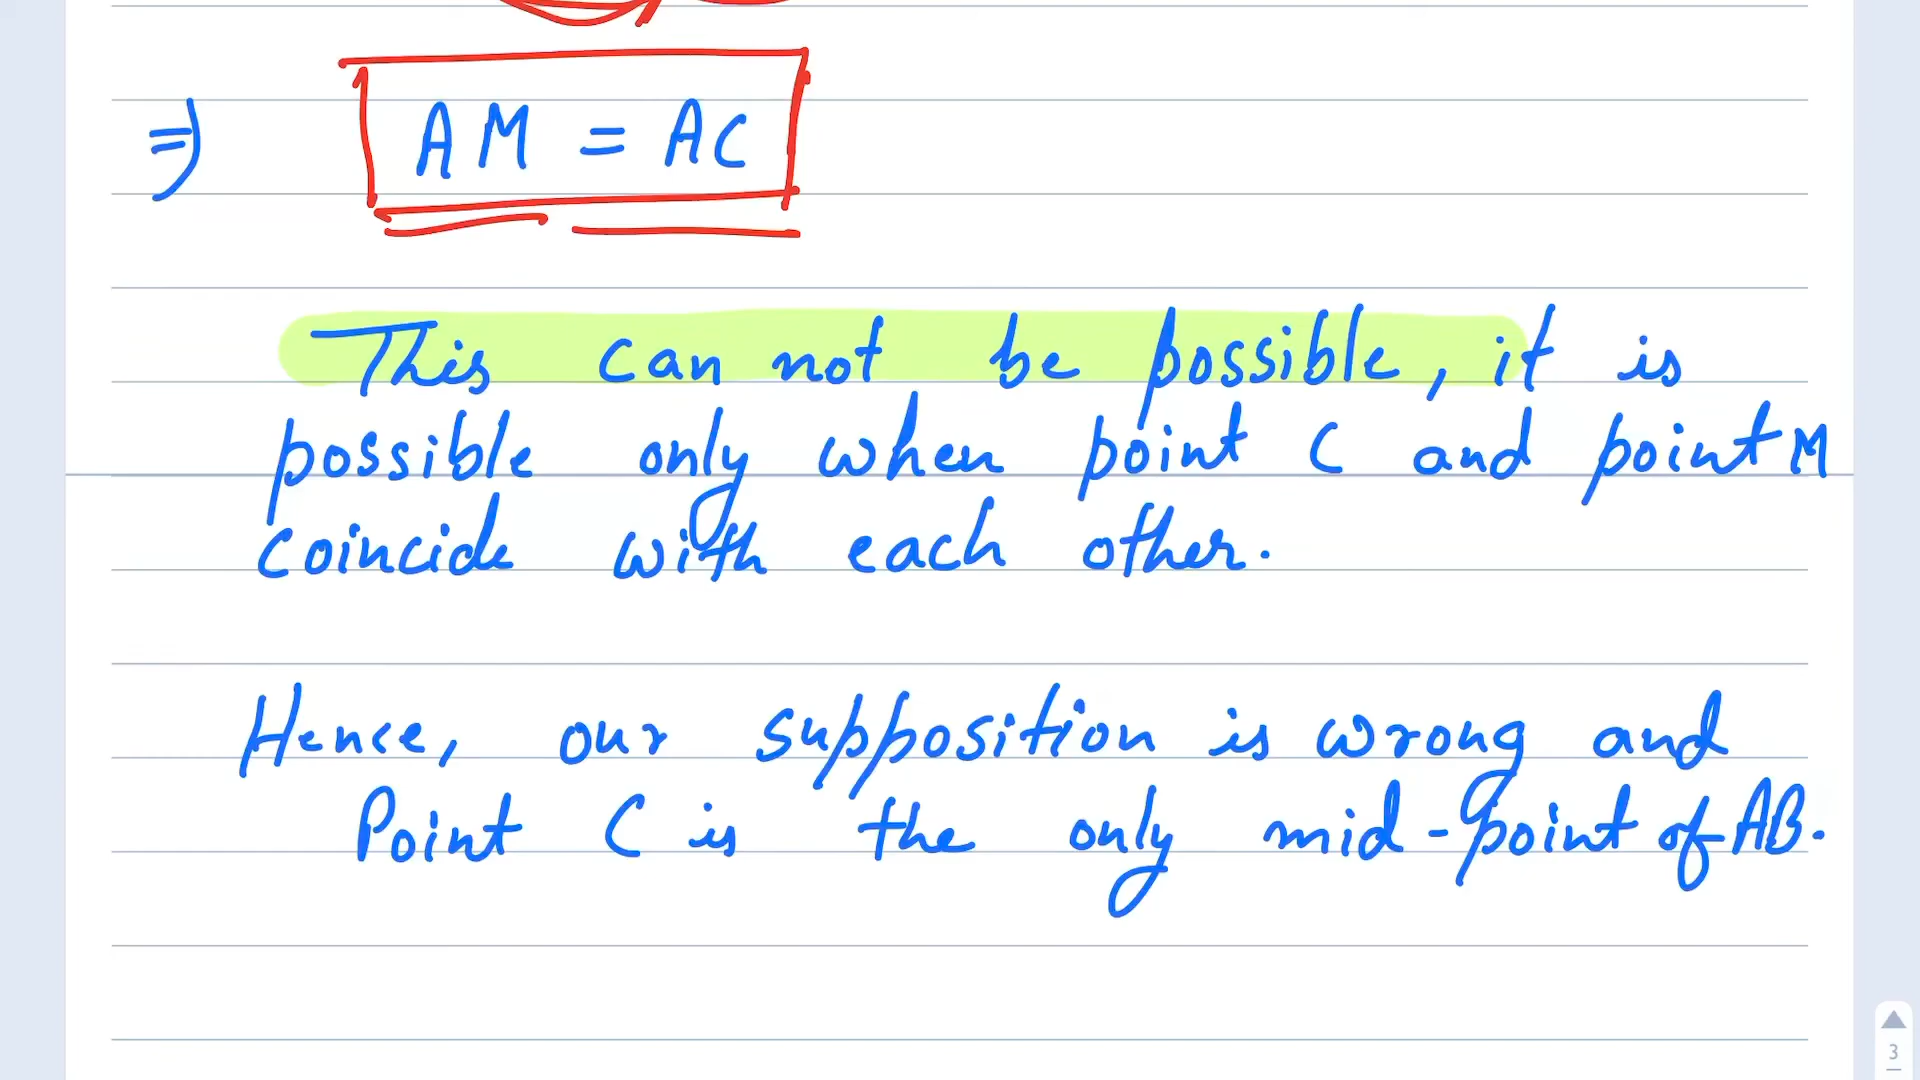 ⇒ AM = AC
This can not be possible, it is
possible only when point C and point M
coincide with each other.
Hence, our supposition is wrong and
Point C is the only mid-point of AB.
3